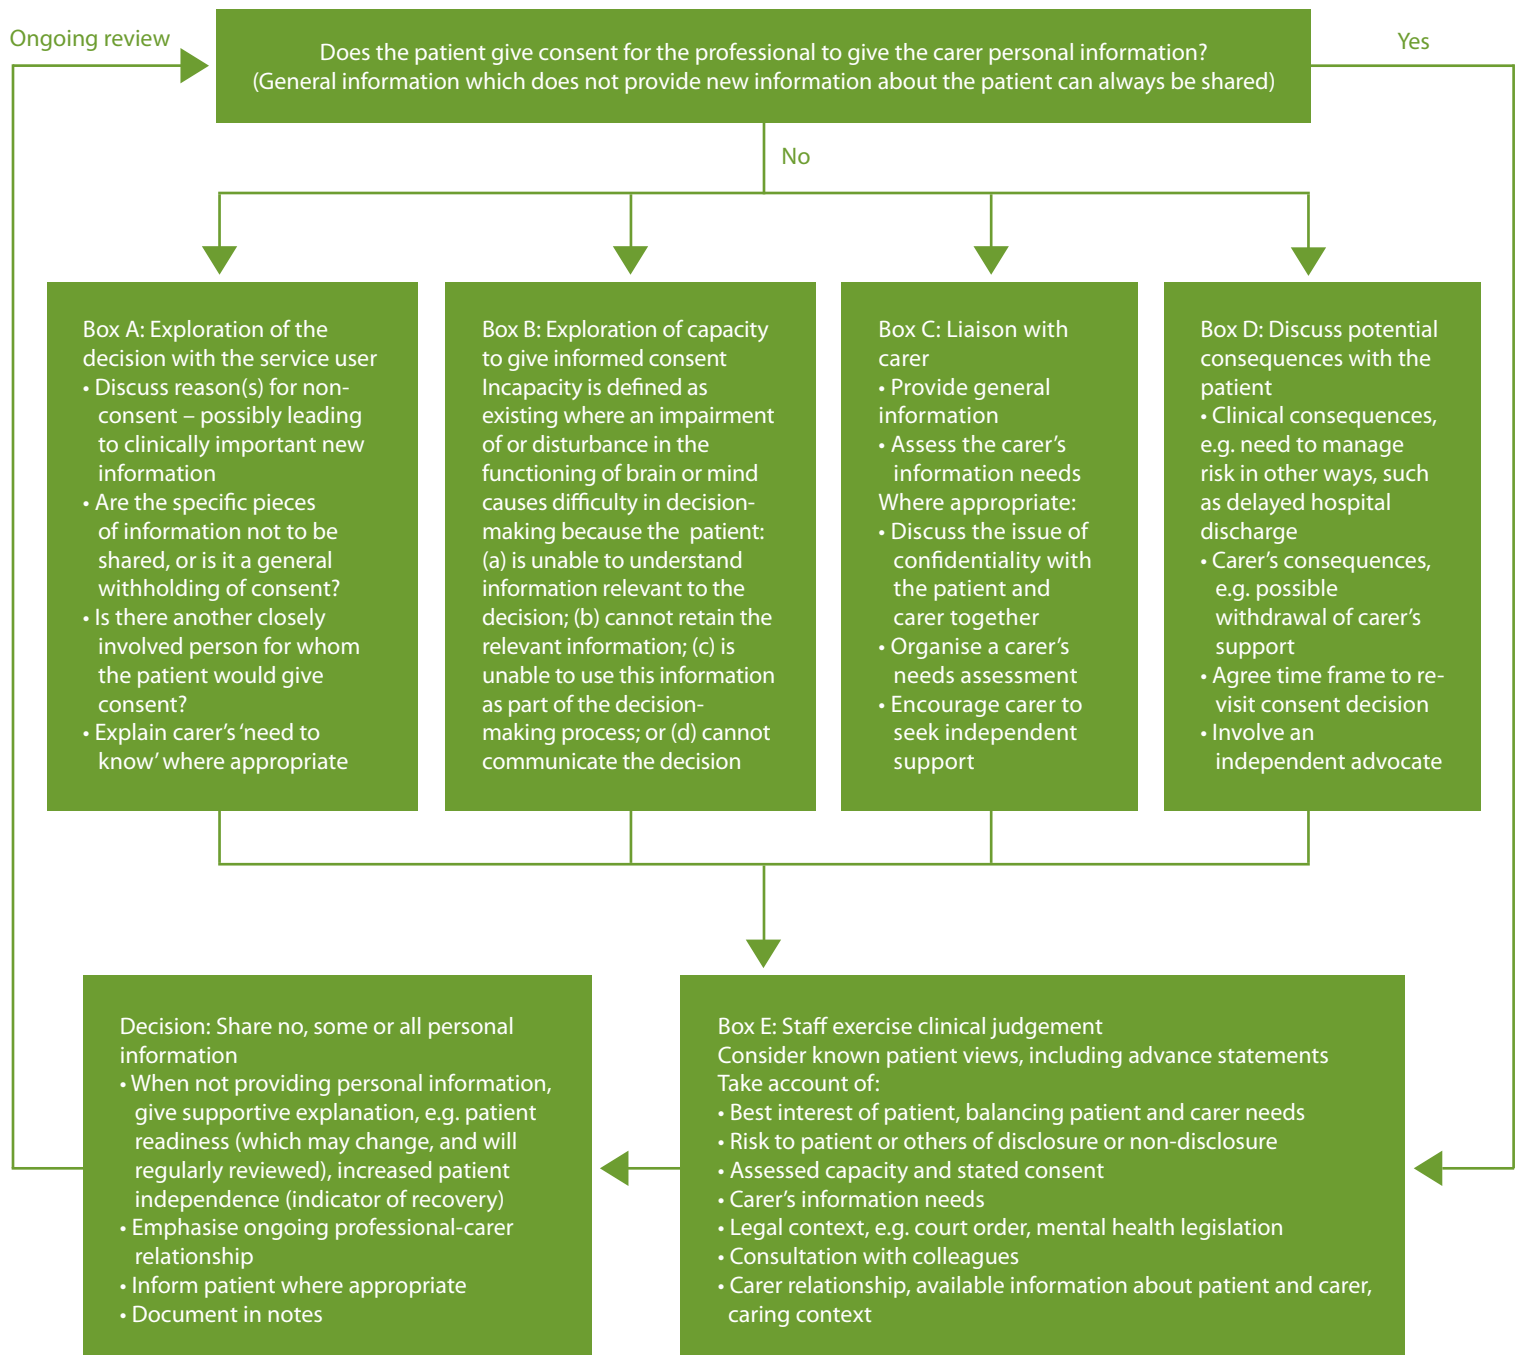 Ongoing review
Does the patient give consent for the professional to give the carer personal information?
(General information which does not provide new information about the patient can always be shared)
Yes
No
Box A: Exploration of the
decision with the service user
• Discuss reason(s) for non-
consent – possibly leading
to clinically important new
information
• Are the specific pieces
of information not to be
shared, or is it a general
withholding of consent?
• Is there another closely
involved person for whom
the patient would give
consent?
• Explain carer's 'need to
know' where appropriate
Box B: Exploration of capacity
to give informed consent
Incapacity is defined as
existing where an impairment
of or disturbance in the
functioning of brain or mind
causes difficulty in decision-
making because the patient:
(a) is unable to understand
information relevant to the
decision; (b) cannot retain the
relevant information; (c) is
unable to use this information
as part of the decision-
making process; or (d) cannot
communicate the decision
Box C: Liaison with
carer
• Provide general
information
• Assess the carer's
information needs
Where appropriate:
• Discuss the issue of
confidentiality with
the patient and
carer together
• Organise a carer's
needs assessment
• Encourage carer to
seek independent
support
Box D: Discuss potential
consequences with the
patient
• Clinical consequences,
e.g. need to manage
risk in other ways, such
as delayed hospital
discharge
• Carer's consequences,
e.g. possible
withdrawal of carer's
support
• Agree time frame to re-
visit consent decision
• Involve an
independent advocate
Decision: Share no, some or all personal
information
• When not providing personal information,
give supportive explanation, e.g. patient
readiness (which may change, and will
regularly reviewed), increased patient
independence (indicator of recovery)
• Emphasise ongoing professional-carer
relationship
• Inform patient where appropriate
• Document in notes
Box E: Staff exercise clinical judgement
Consider known patient views, including advance statements
Take account of:
• Best interest of patient, balancing patient and carer needs
• Risk to patient or others of disclosure or non-disclosure
• Assessed capacity and stated consent
• Carer's information needs
• Legal context, e.g. court order, mental health legislation
• Consultation with colleagues
• Carer relationship, available information about patient and carer,
caring context